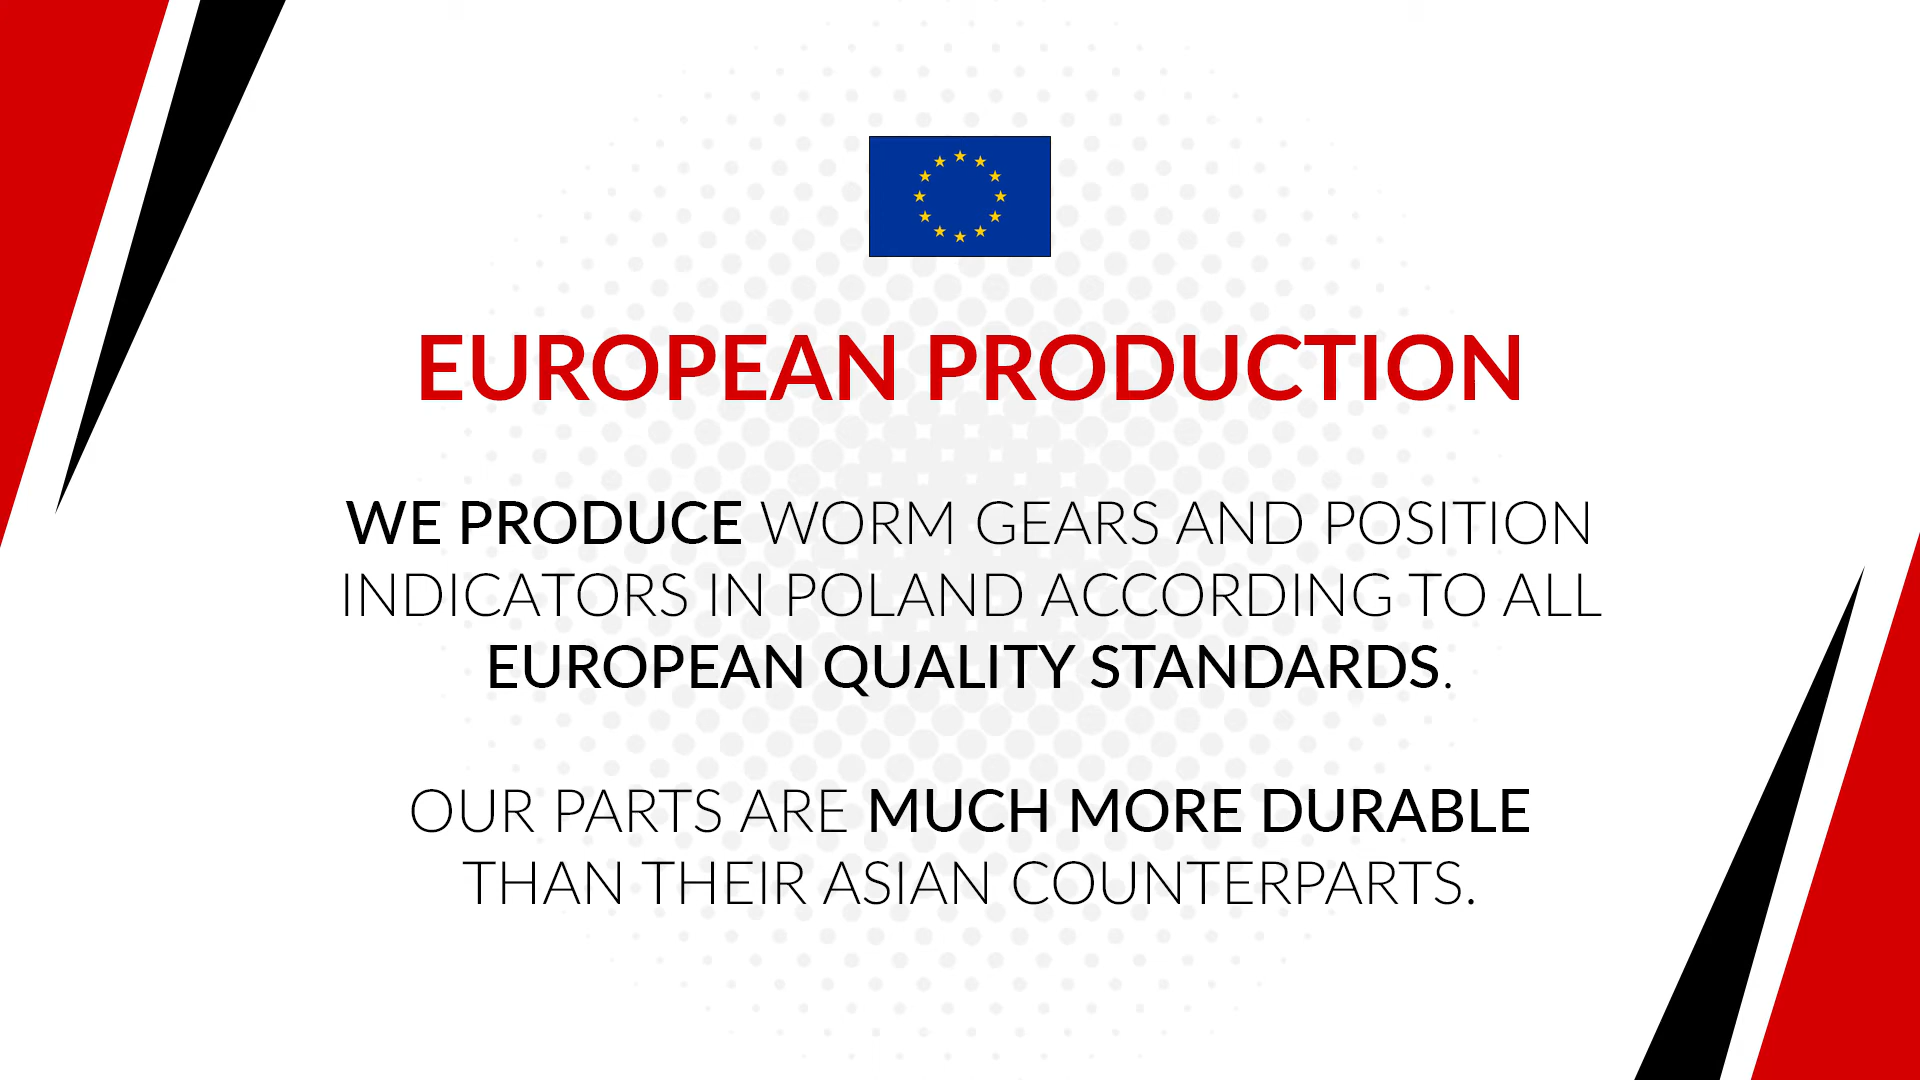 EUROPEAN PRODUCTION
WE PRODUCE WORM GEARS AND POSITION
INDICATORS IN POLAND ACCORDING TO ALL
EUROPEAN QUALITY STANDARDS.
OUR PARTS ARE MUCH MORE DURABLE
THAN THEIR ASIAN COUNTERPARTS.